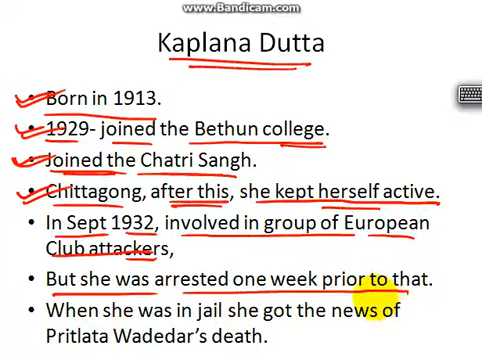 www.Bandicam.com
Kaplana Dutta
• Born in 1913.
• 1929- joined the Bethun college.
• Joined the Chatri Sangh.
• Chittagong, after this, she kept herself active.
• In Sept 1932, involved in group of European
Club attackers,
• But she was arrested one week prior to that.
• When she was in jail she got the news of
Pritlata Wadedar's death.